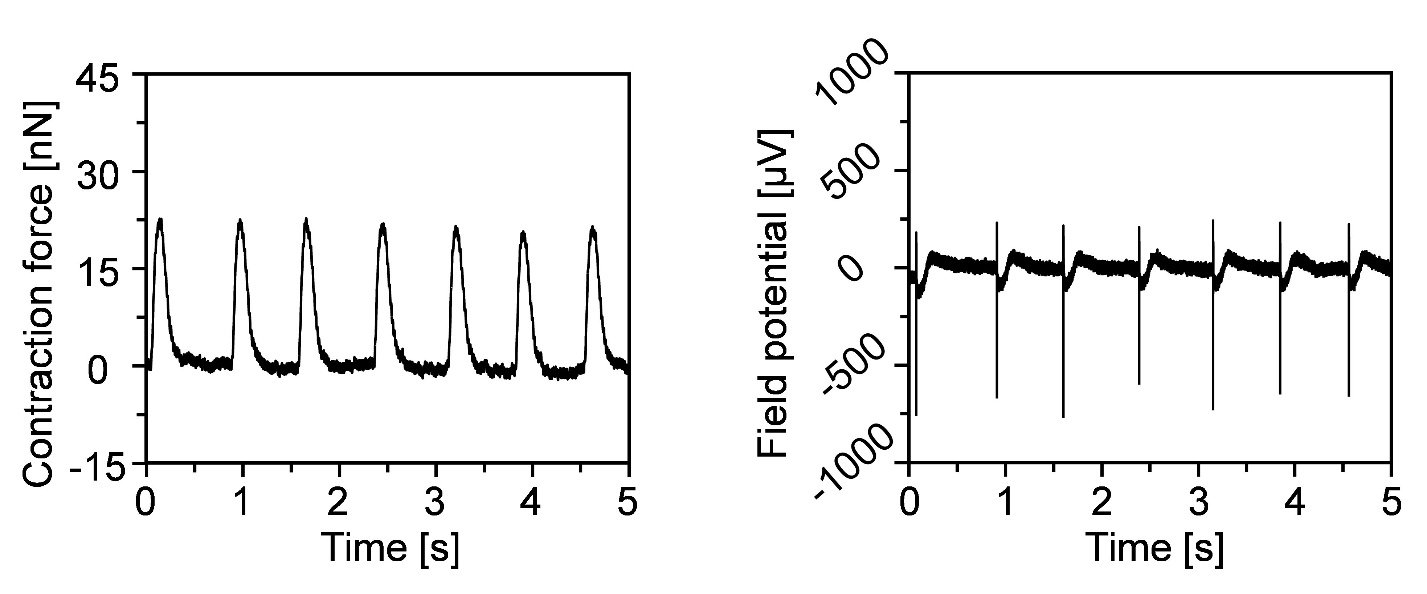 Contraction force [nN]
45
30
15
0
-15
0 1 2 3 4 5
Time [s]
Field potential [µV]
1000
500
0
-500
-1000
0 1 2 3 4 5
Time [s]